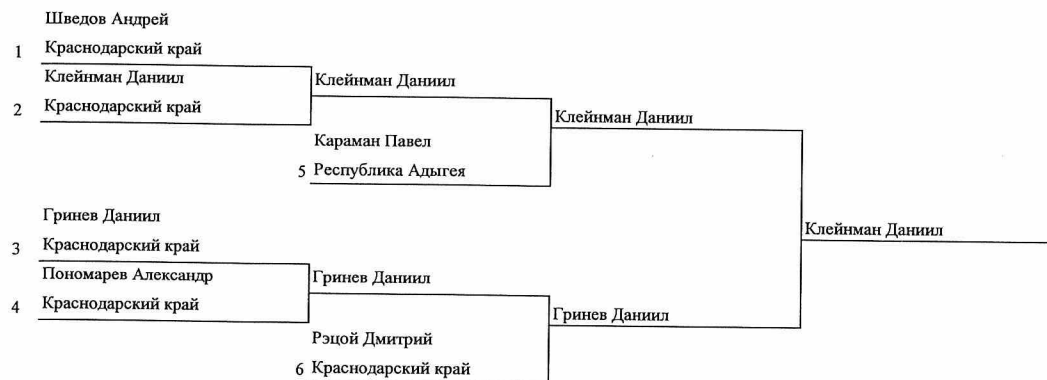 Шведов Андрей
1 Краснодарский край
Клейнман Даниил
2 Краснодарский край
Клейнман Даниил
Караман Павел
5 Республика Адыгея
Клейнман Даниил
Гринев Даниил
3 Краснодарский край
Пономарев Александр
4 Краснодарский край
Гринев Даниил
Рэцой Дмитрий
6 Краснодарский край
Гринев Даниил
Клейнман Даниил